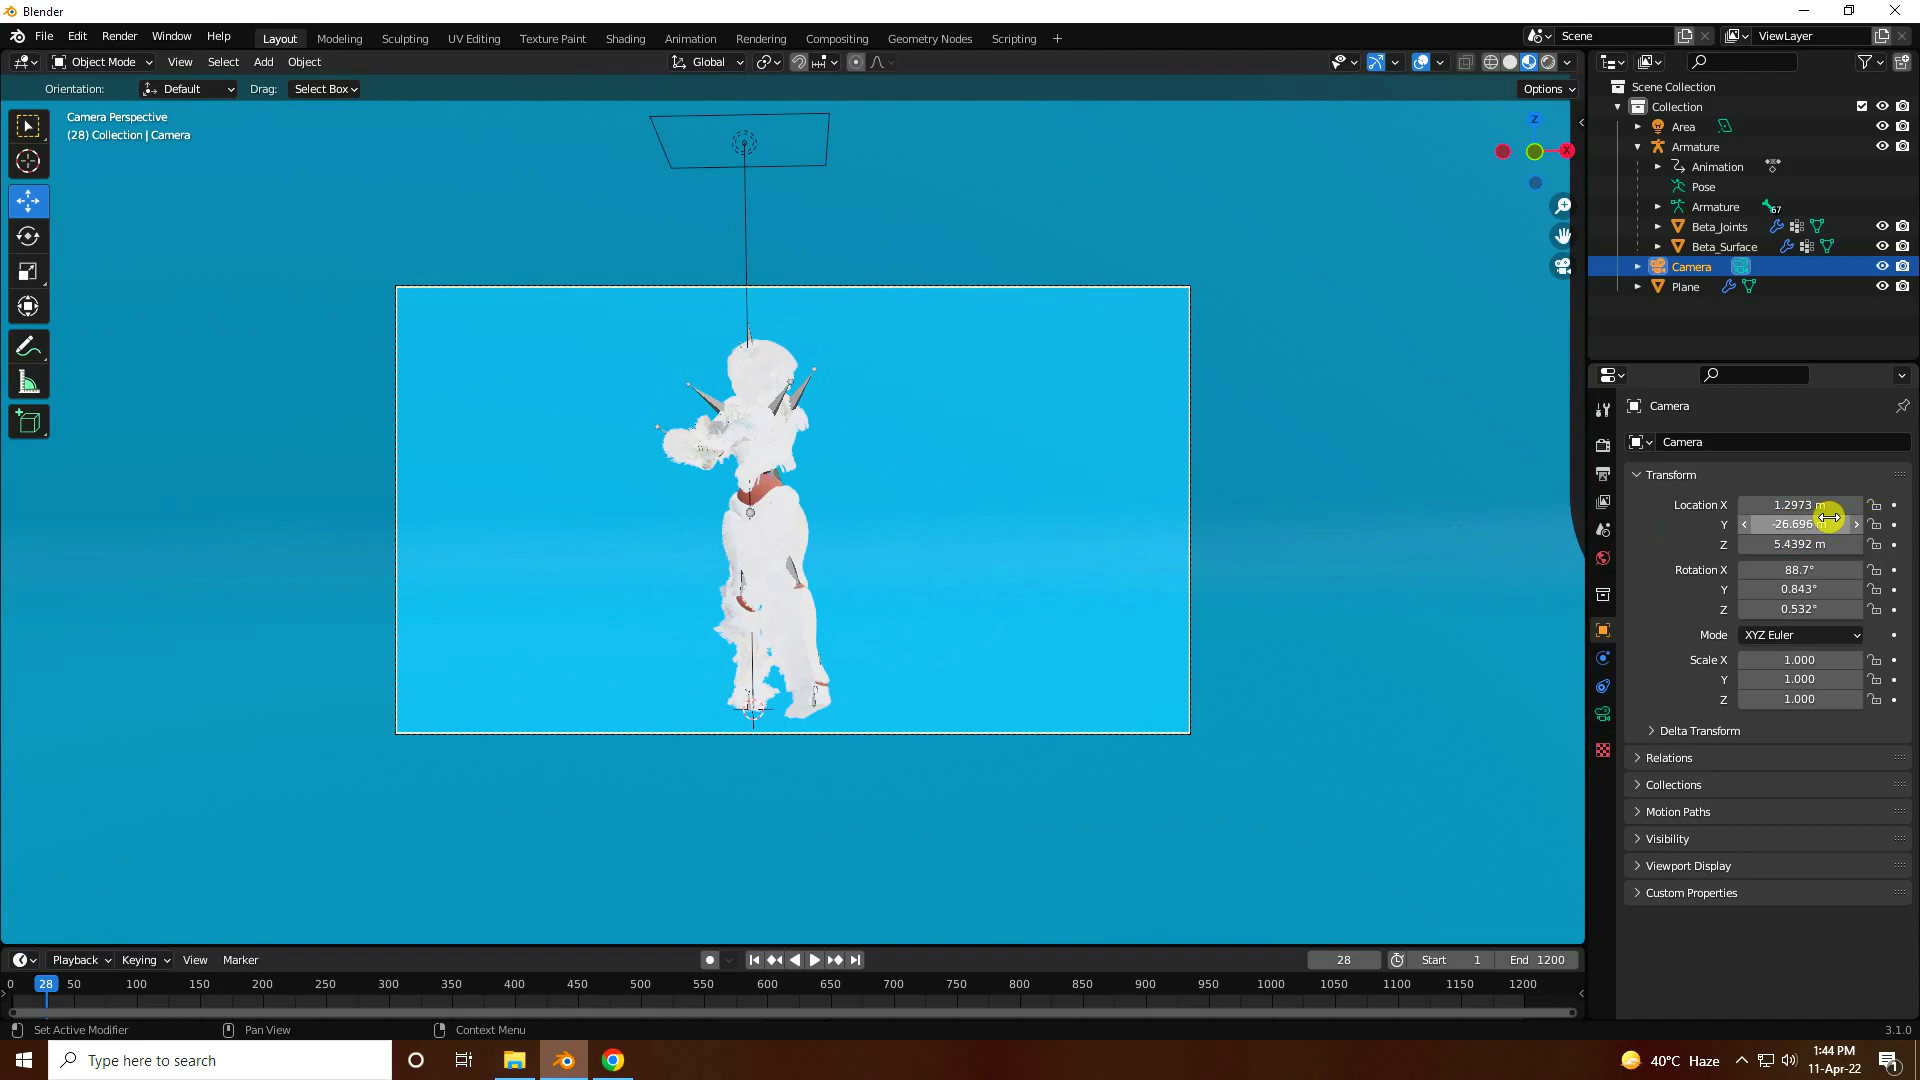 Blender
File Edit Render Window Help
Layout Modeling Sculpting UV Editing Texture Paint Shading Animation Rendering Compositing Geometry Nodes Scripting
Scene
ViewLayer
Object Mode View Select Add Object
Global
Orientation: Default Drag: Select Box
Options
Camera Perspective
(28) Collection | Camera
Z
X
Scene Collection
Collection
Area
Armature
Animation
Pose
Armature 67
Beta_Joints
Beta_Surface
Camera
Plane
Camera
Camera
Transform
Location X 1.2973 m
Y -26.696 m
Z 5.4392 m
Rotation X 88.7°
Y 0.843°
Z 0.532°
Mode XYZ Euler
Scale X 1.000
Y 1.000
Z 1.000
Delta Transform
Relations
Collections
Motion Paths
Visibility
Viewport Display
Custom Properties
Playback Keying View Marker
28
Start 1
End 1200
0 28 50 100 150 200 250 300 350 400 450 500 550 600 650 700 750 800 850 900 950 1000 1050 1100 1150 1200
Set Active Modifier
Pan View
Context Menu
3.1.0
Type here to search
40°C Haze
1:44 PM
11-Apr-22
1